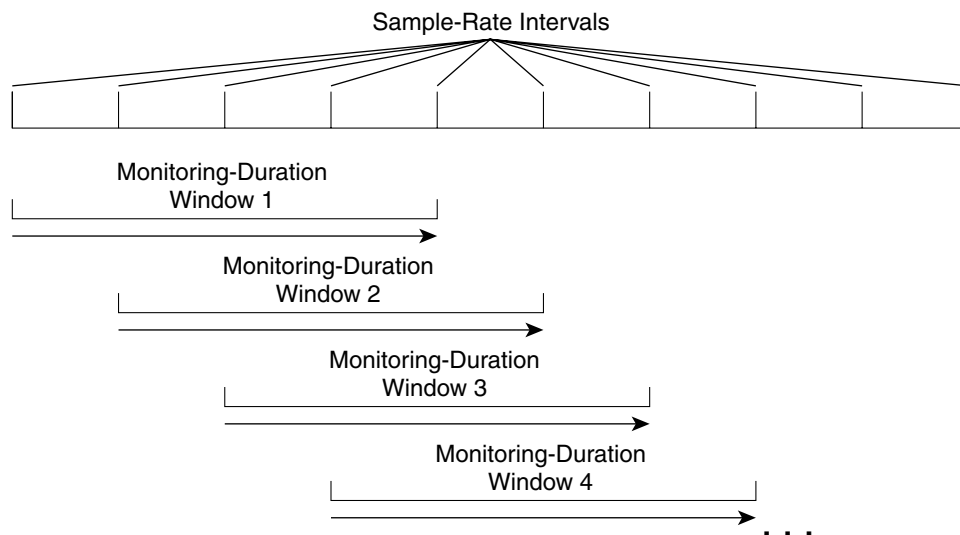 Sample-Rate Intervals
Monitoring-Duration
Window 1
Monitoring-Duration
Window 2
Monitoring-Duration
Window 3
Monitoring-Duration
Window 4
...